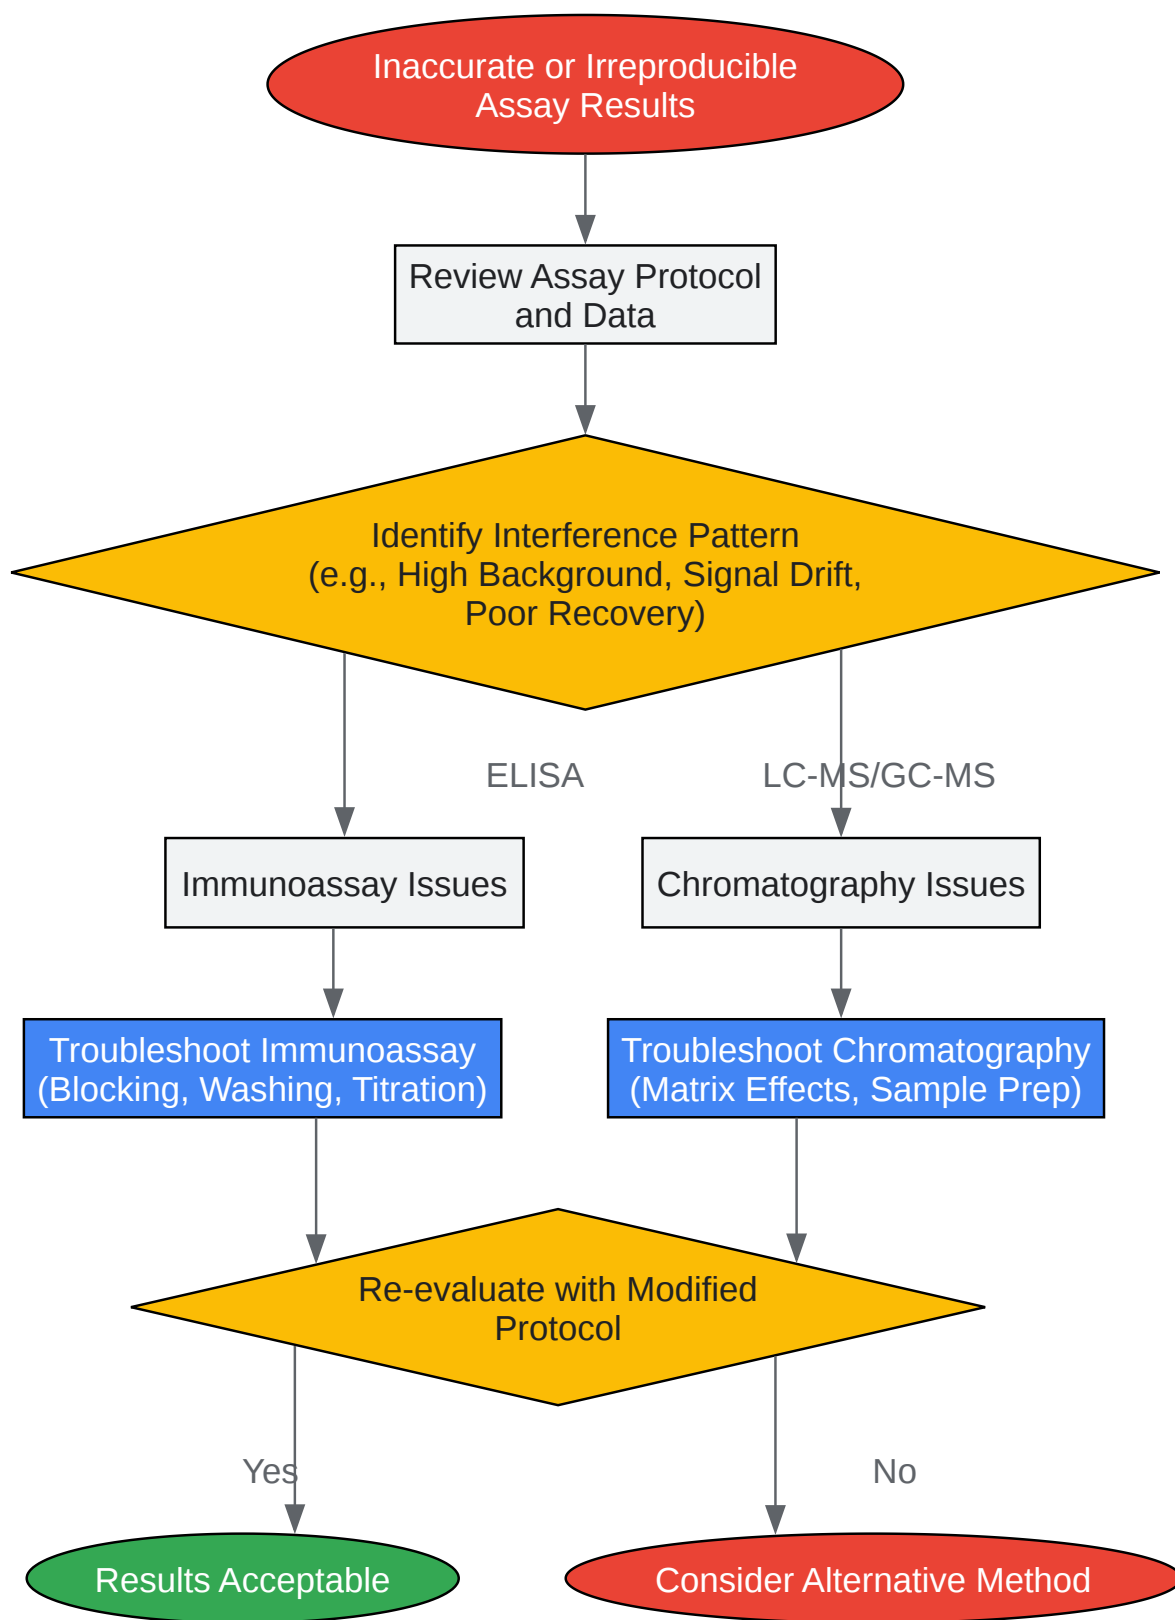 Inaccurate or Irreproducible
Assay Results
Review Assay Protocol
and Data
Identify Interference Pattern
(e.g., High Background, Signal Drift,
Poor Recovery)
ELISA
LC-MS/GC-MS
Immunoassay Issues
Chromatography Issues
Troubleshoot Immunoassay
(Blocking, Washing, Titration)
Troubleshoot Chromatography
(Matrix Effects, Sample Prep)
Re-evaluate with Modified
Protocol
Yes
No
Results Acceptable
Consider Alternative Method